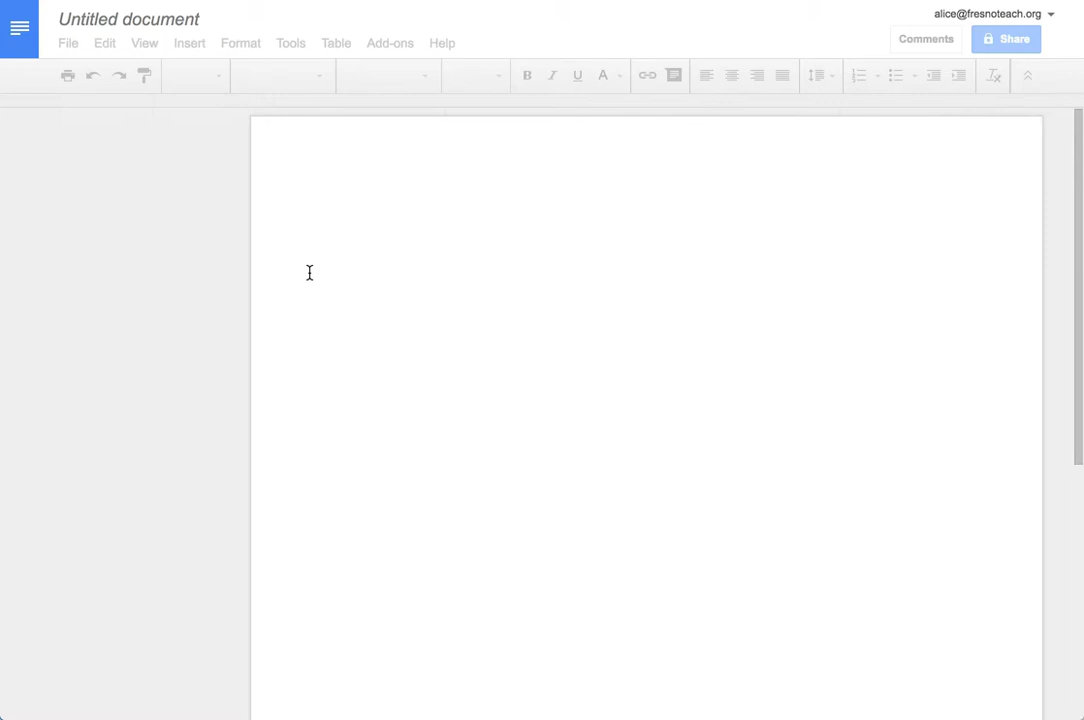 Untitled document
alice@fresnoteach.org
File Edit View Insert Format Tools Table Add-ons Help
Comments
Share
B I U A